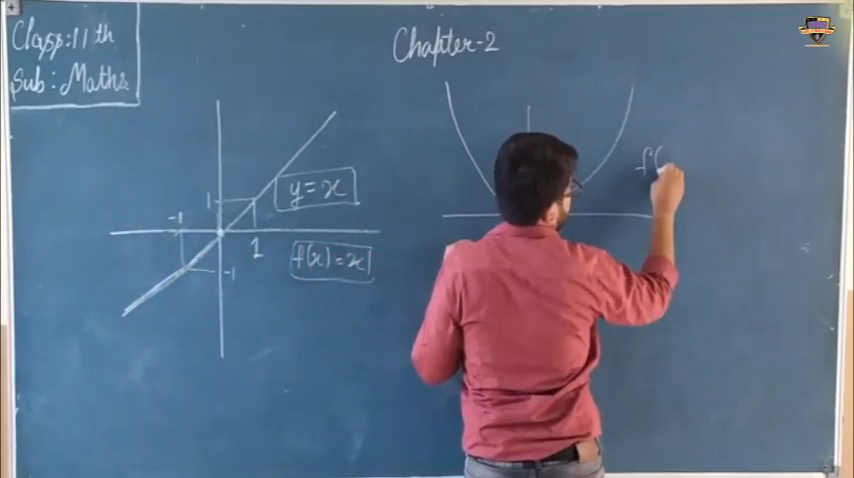 Class: 11th
Sub: Maths.
Chapter-2
1
y = x
-1
1
f(x) = x
-1
f(